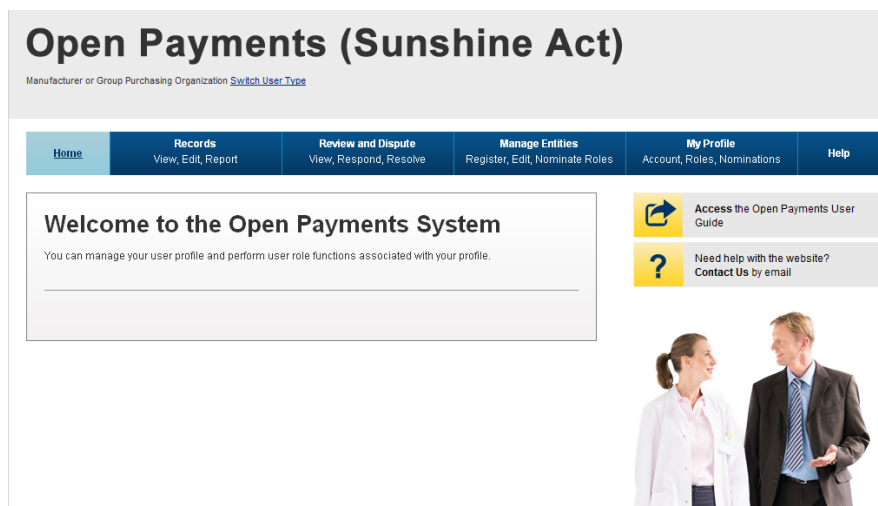 Open Payments (Sunshine Act)
Manufacturer or Group Purchasing Organization Switch User Type
Home
Records
View, Edit, Report
Review and Dispute
View, Respond, Resolve
Manage Entities
Register, Edit, Nominate Roles
My Profile
Account, Roles, Nominations
Help
Welcome to the Open Payments System
You can manage your user profile and perform user role functions associated with your profile.
Access the Open Payments User
Guide
?
Need help with the website?
Contact Us by email